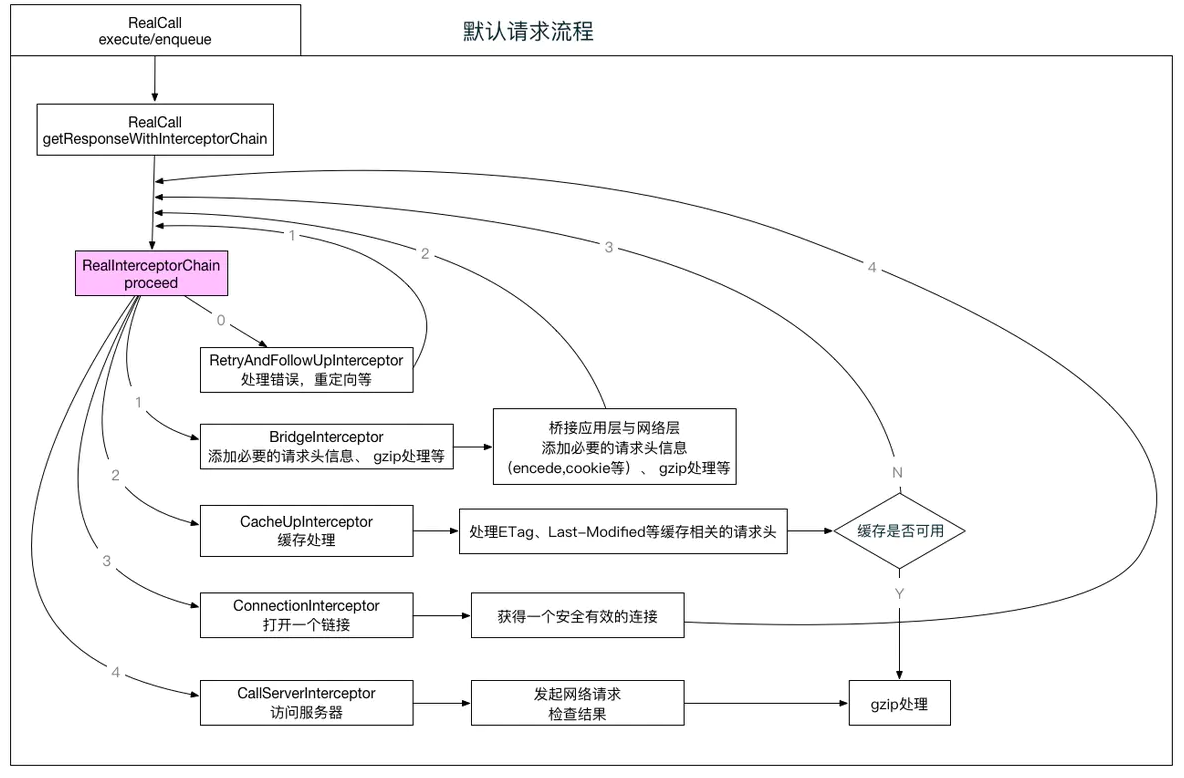 RealCall
execute/enqueue
默认请求流程
RealCall
getResponseWithInterceptorChain
1
2
3
4
RealInterceptorChain
proceed
0
RetryAndFollowUpInterceptor
处理错误，重定向等
1
BridgeInterceptor
添加必要的请求头信息、 gzip处理等
桥接应用层与网络层
添加必要的请求头信息
（encede,cookie等）、 gzip处理等
2
CacheUpInterceptor
缓存处理
处理ETag、Last-Modified等缓存相关的请求头
N
缓存是否可用
Y
3
ConnectionInterceptor
打开一个链接
获得一个安全有效的连接
4
CallServerInterceptor
访问服务器
发起网络请求
检查结果
gzip处理